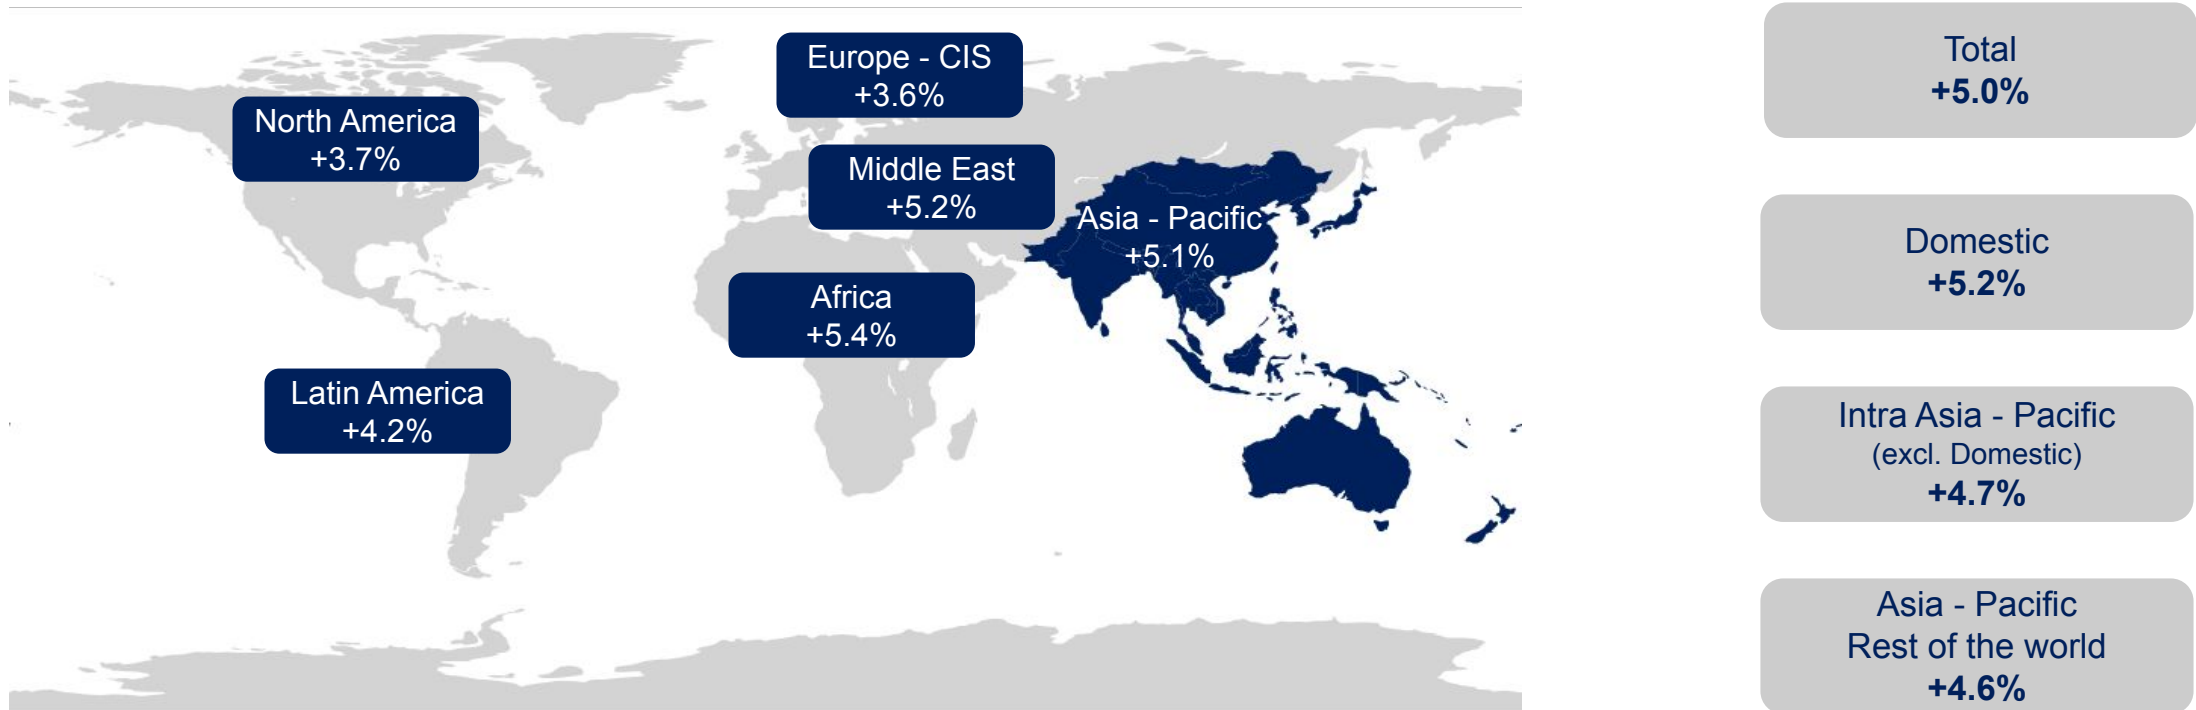 Europe - CIS
+3.6%
North America
+3.7%
Middle East
+5.2%
Asia - Pacific
+5.1%
Africa
+5.4%
Latin America
+4.2%
Total
+5.0%
Domestic
+5.2%
Intra Asia - Pacific
(excl. Domestic)
+4.7%
Asia - Pacific
Rest of the world
+4.6%